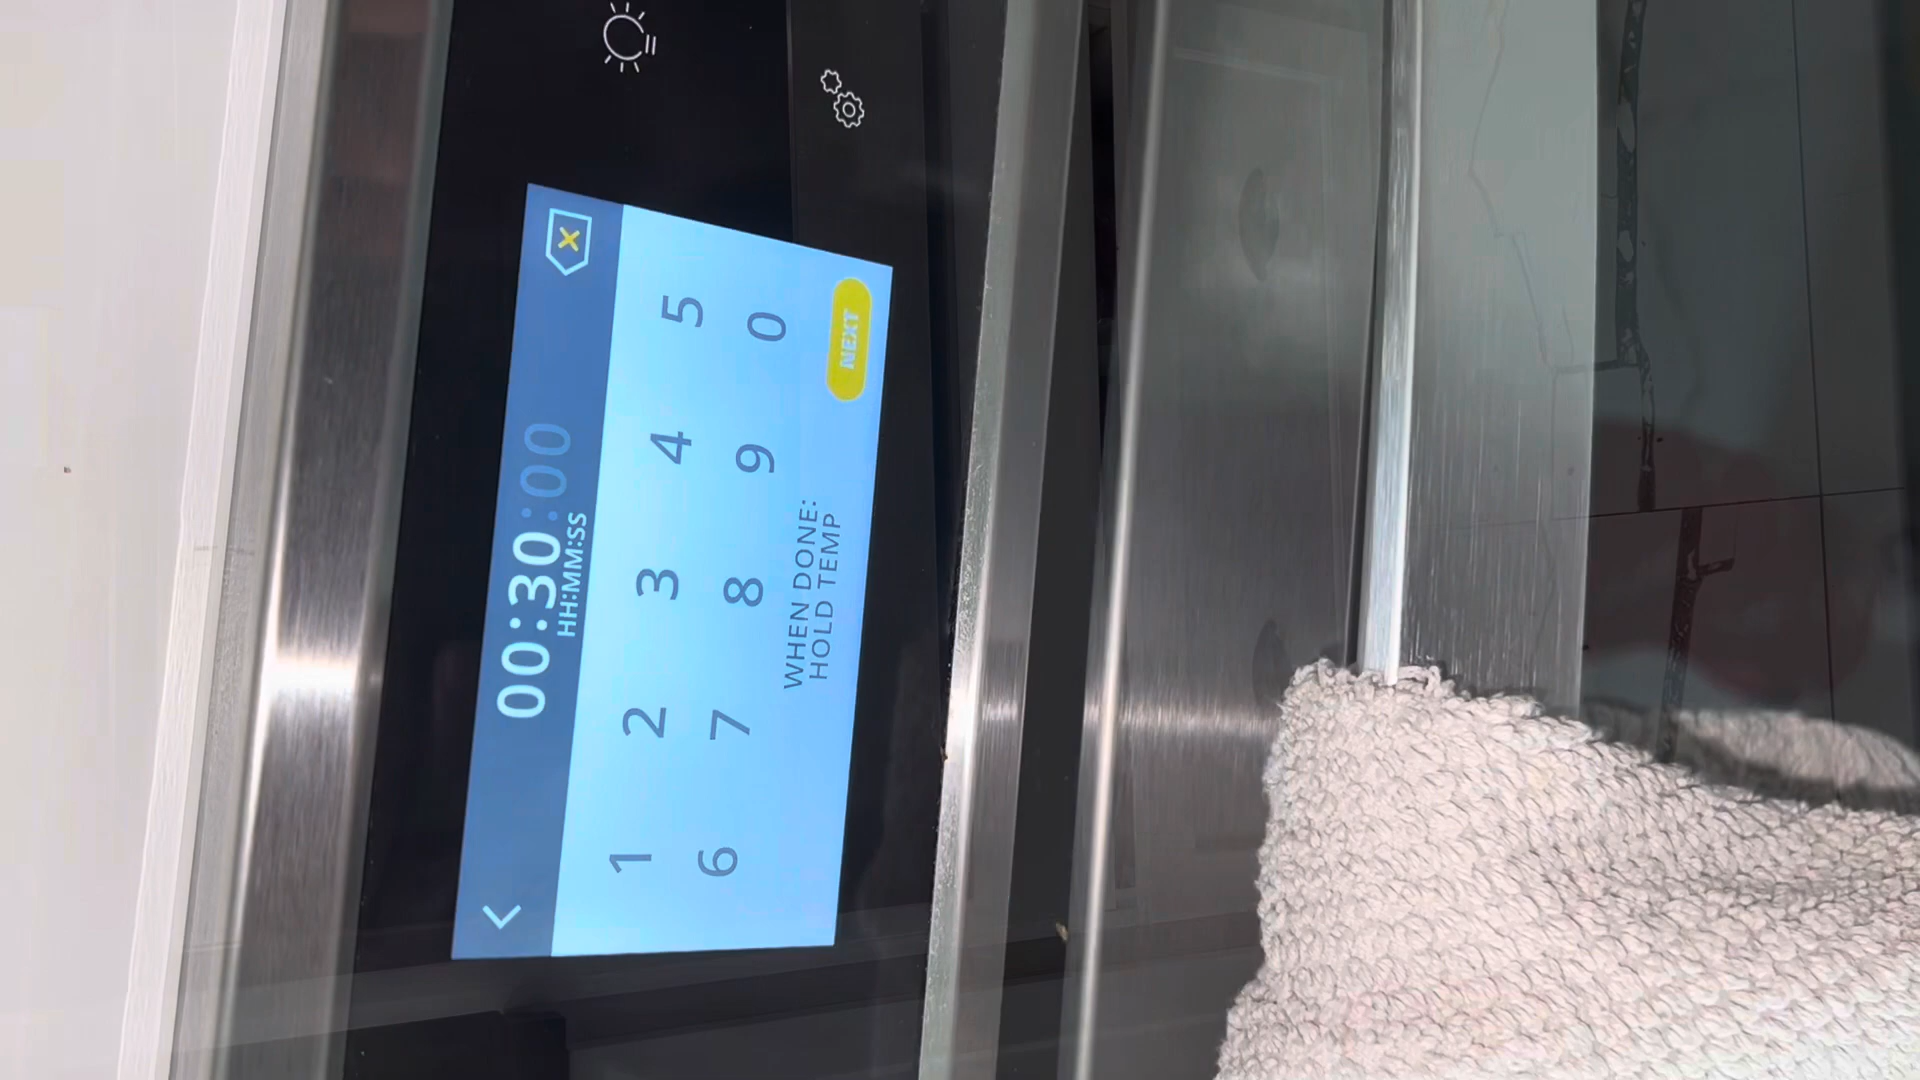 00:30:00
HH:MM:SS
1 2 3 4 5
6 7 8 9 0
WHEN DONE:
HOLD TEMP
NEXT